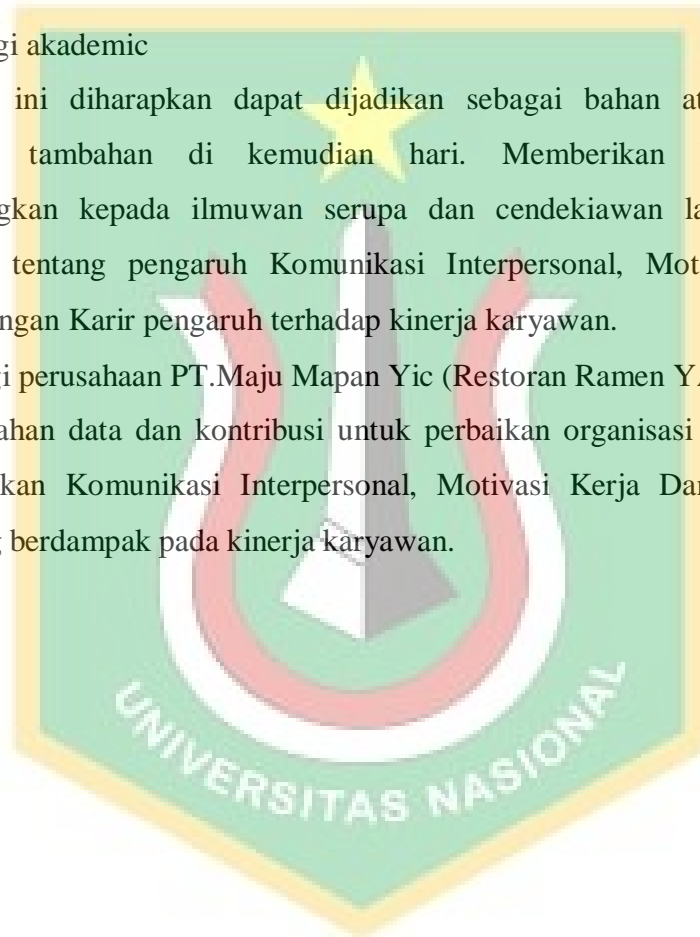 gi akademic
ini diharapkan dapat dijadikan sebagai bahan at
tambahan di kemudian hari. Memberikan
gkan kepada ilmuwan serupa dan cendekiawan la
tentang pengaruh Komunikasi Interpersonal, Mot
ngan Karir pengaruh terhadap kinerja karyawan.
gi perusahaan PT.Maju Mapan Yic (Restoran Ramen YA
ahan data dan kontribusi untuk perbaikan organisasi
kan Komunikasi Interpersonal, Motivasi Kerja Dan
g berdampak pada kinerja karyawan.
UNIVERSITAS NASIONAL